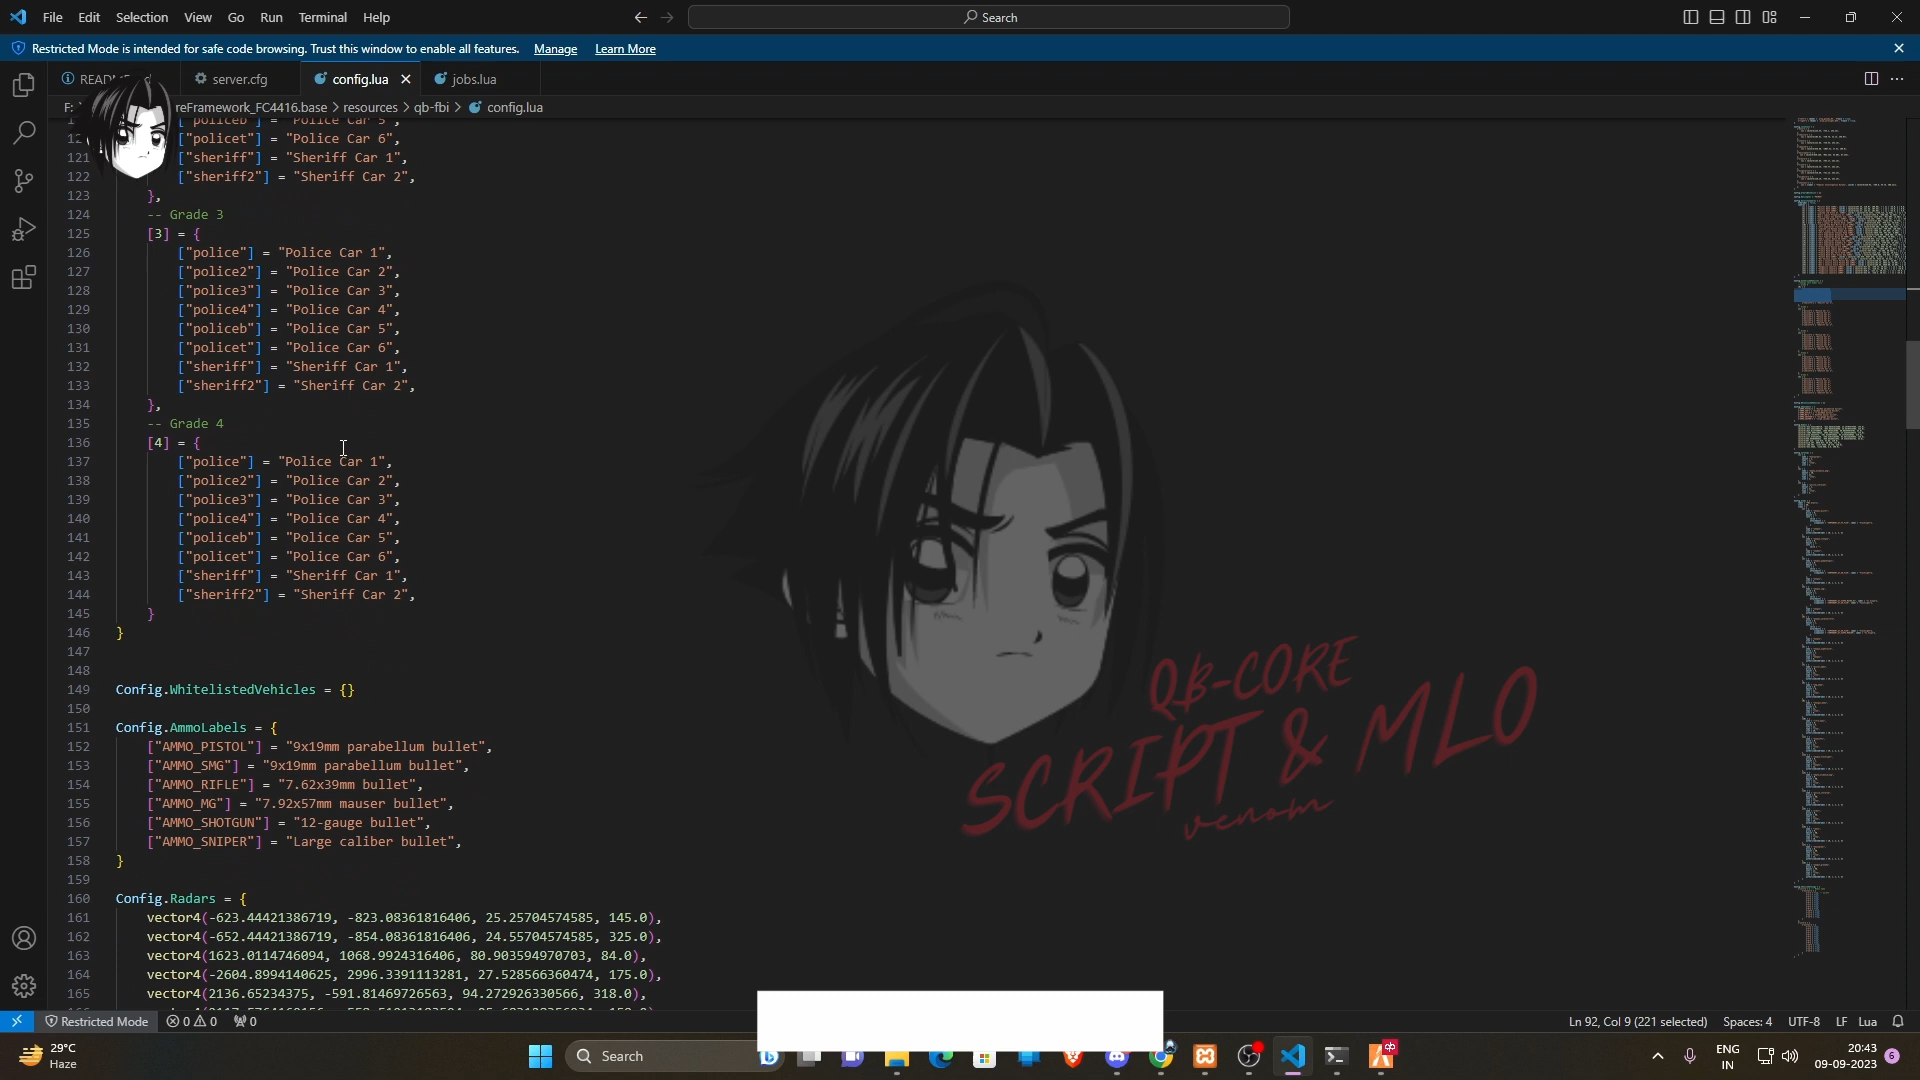 File Edit Selection View Go Run Terminal Help
Search
Restricted Mode is intended for safe code browsing. Trust this window to enable all features. Manage Learn More
server.cfg
config.lua
jobs.lua
reFramework_FC4416.base > resources > qb-fbi > config.lua
["policeb"] = "Police Car 5",
["policet"] = "Police Car 6",
121 ["sheriff"] = "Sheriff Car 1",
122 ["sheriff2"] = "Sheriff Car 2",
123 },
124 -- Grade 3
125 [3] = {
126 ["police"] = "Police Car 1",
127 ["police2"] = "Police Car 2",
128 ["police3"] = "Police Car 3",
129 ["police4"] = "Police Car 4",
130 ["policeb"] = "Police Car 5",
131 ["policet"] = "Police Car 6",
132 ["sheriff"] = "Sheriff Car 1",
133 ["sheriff2"] = "Sheriff Car 2",
134 },
135 -- Grade 4
136 [4] = {
137 ["police"] = "Police Car 1",
138 ["police2"] = "Police Car 2",
139 ["police3"] = "Police Car 3",
140 ["police4"] = "Police Car 4",
141 ["policeb"] = "Police Car 5",
142 ["policet"] = "Police Car 6",
143 ["sheriff"] = "Sheriff Car 1",
144 ["sheriff2"] = "Sheriff Car 2",
145 }
146 }
147
148
149 Config.WhitelistedVehicles = {}
150
151 Config.AmmoLabels = {
152 ["AMMO_PISTOL"] = "9x19mm parabellum bullet",
153 ["AMMO_SMG"] = "9x19mm parabellum bullet",
154 ["AMMO_RIFLE"] = "7.62x39mm bullet",
155 ["AMMO_MG"] = "7.92x57mm mauser bullet",
156 ["AMMO_SHOTGUN"] = "12-gauge bullet",
157 ["AMMO_SNIPER"] = "Large caliber bullet",
158 }
159
160 Config.Radars = {
161 vector4(-623.44421386719, -823.08361816406, 25.25704574585, 145.0),
162 vector4(-652.44421386719, -854.08361816406, 24.55704574585, 325.0),
163 vector4(1623.0114746094, 1068.9924316406, 80.903594970703, 84.0),
164 vector4(-2604.8994140625, 2996.3391113281, 27.528566360474, 175.0),
165 vector4(2136.65234375, -591.81469726563, 94.272926330566, 318.0),
QB-CORE
SCRIPT & MLO
venom
Restricted Mode 0 0 0
Ln 92, Col 9 (221 selected) Spaces: 4 UTF-8 LF Lua
29°C
Haze
Search
ENG
IN
20:43
09-09-2023
6